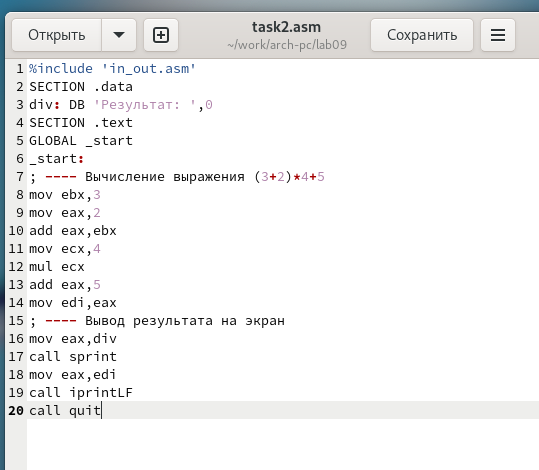 Открыть
task2.asm
~/work/arch-pc/lab09
Сохранить
1 %include 'in_out.asm'
2 SECTION .data
3 div: DB 'Результат: ',0
4 SECTION .text
5 GLOBAL _start
6 _start:
7 ; ---- Вычисление выражения (3+2)*4+5
8 mov ebx,3
9 mov eax,2
10 add eax,ebx
11 mov ecx,4
12 mul ecx
13 add eax,5
14 mov edi,eax
15 ; ---- Вывод результата на экран
16 mov eax,div
17 call sprint
18 mov eax,edi
19 call iprintLF
20 call quit